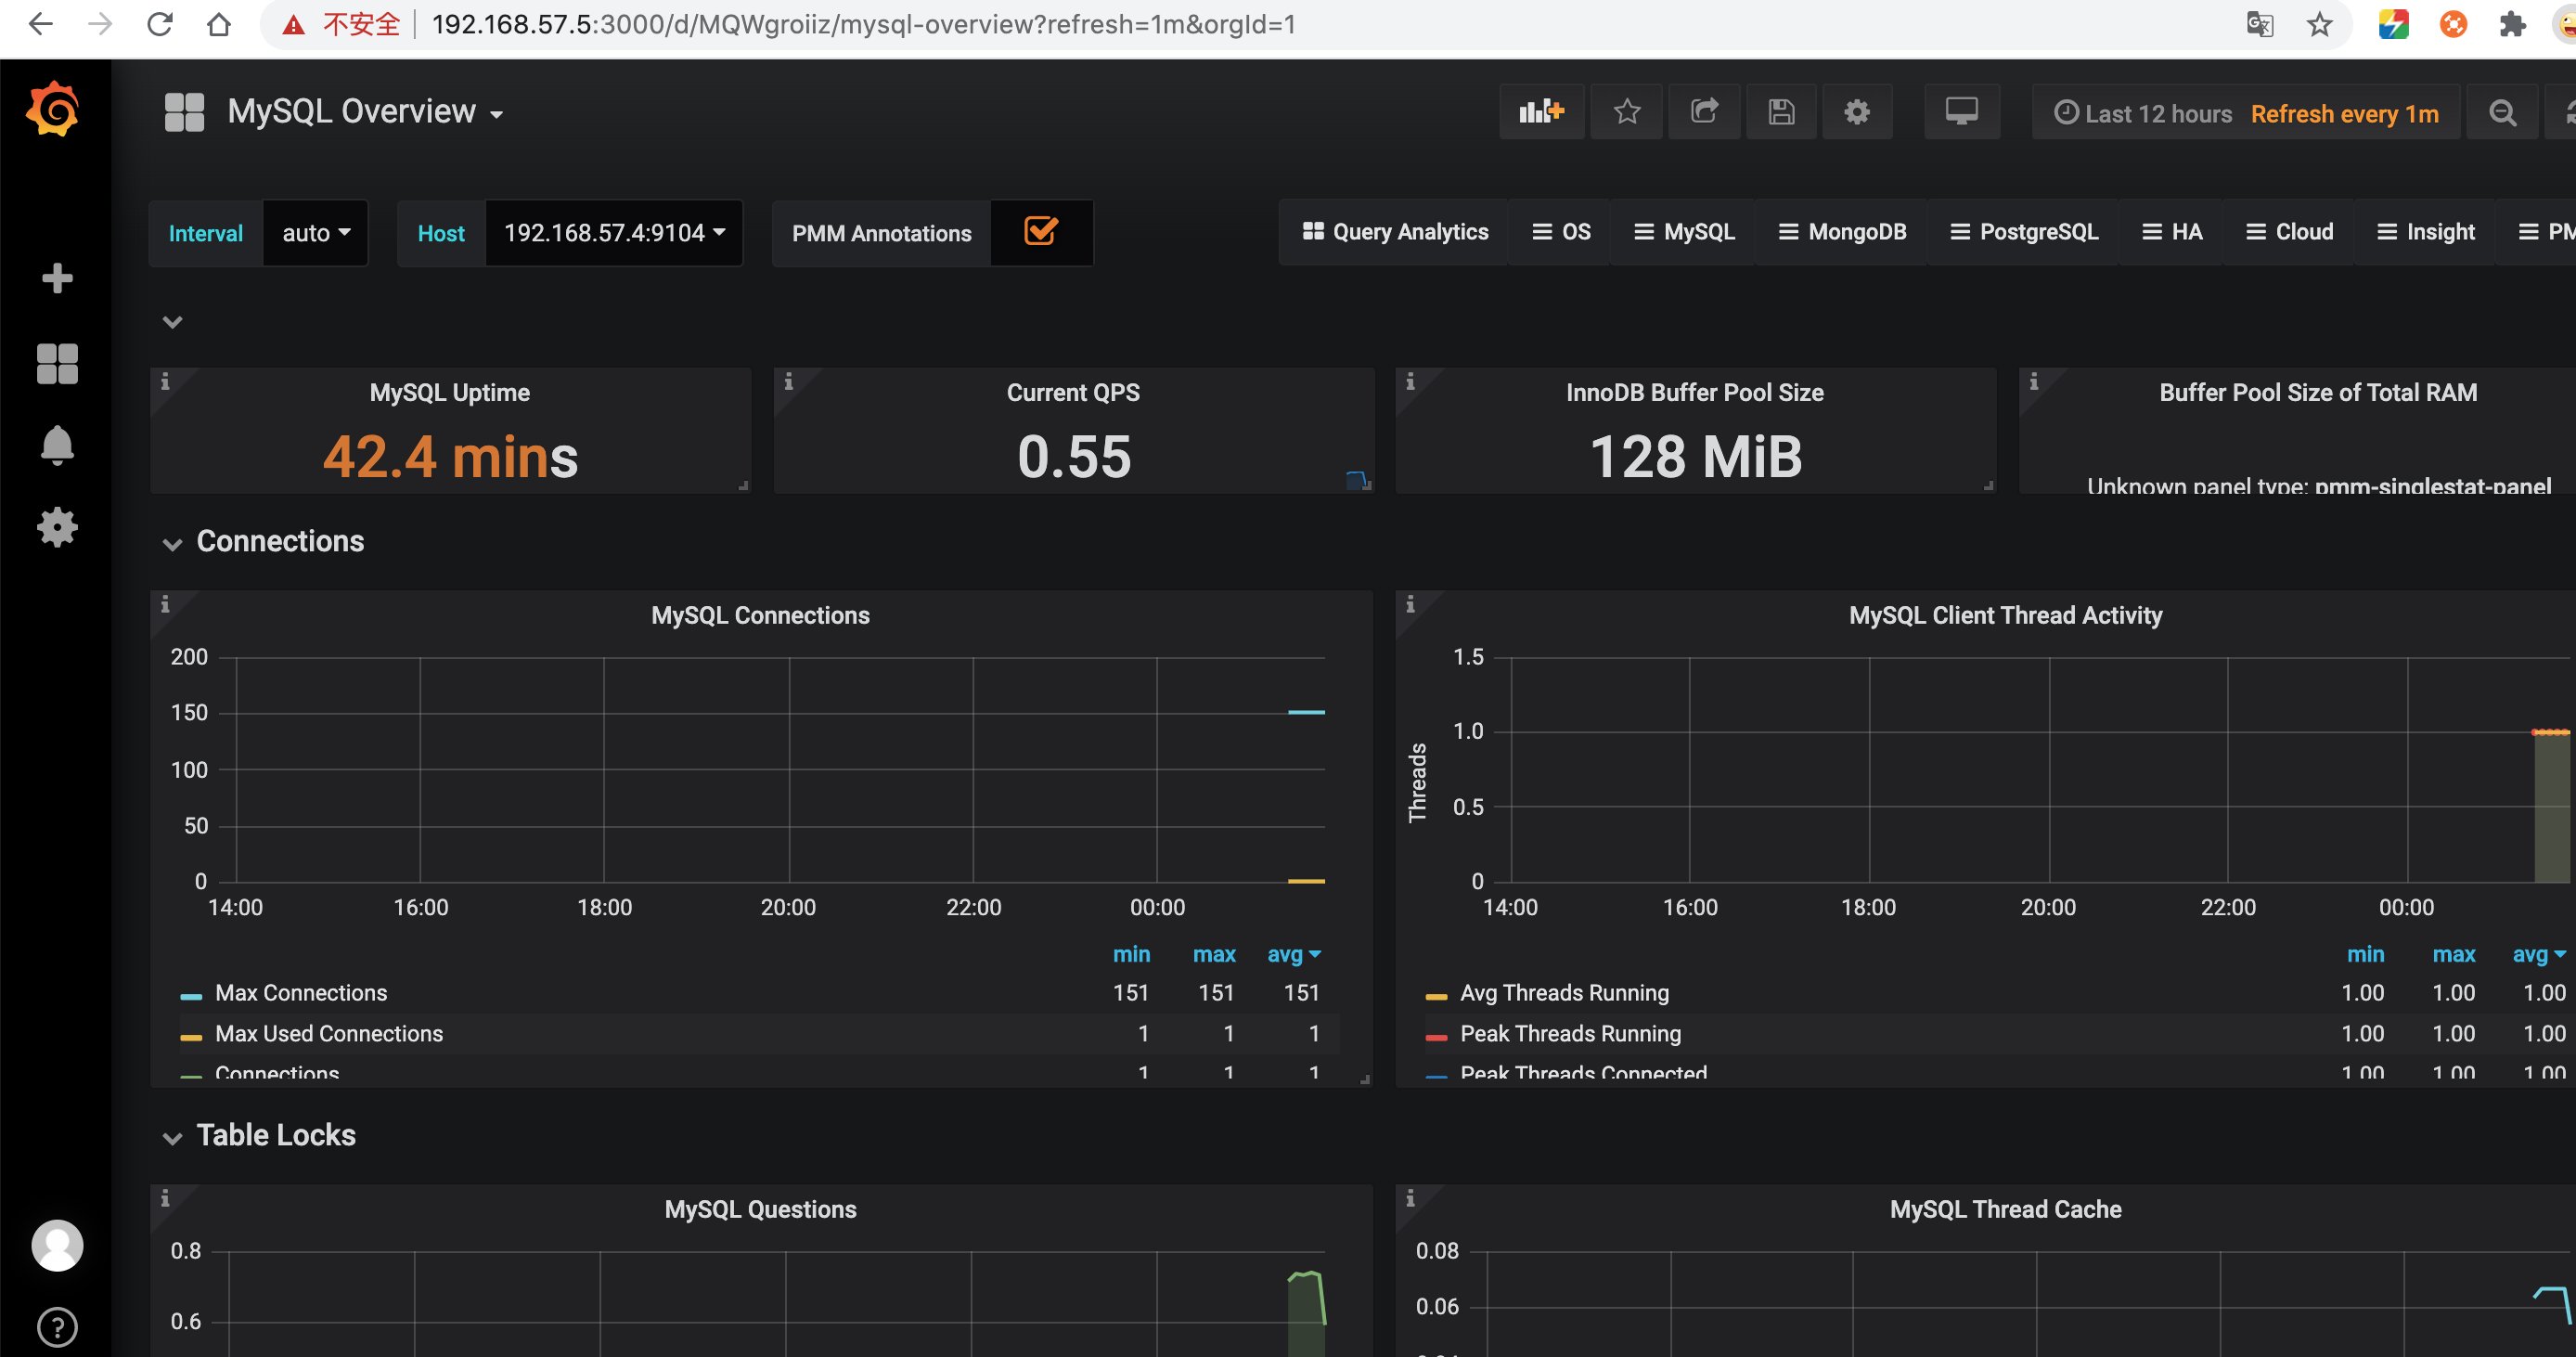 不安全 192.168.57.5:3000/d/MQWgroiiz/mysql-overview?refresh=1m&orgId=1
MySQL Overview
Last 12 hours Refresh every 1m
Interval auto Host 192.168.57.4:9104 PMM Annotations
Query Analytics OS MySQL MongoDB PostgreSQL HA Cloud Insight PM
MySQL Uptime
42.4 mins
Current QPS
0.55
InnoDB Buffer Pool Size
128 MiB
Buffer Pool Size of Total RAM
Unknown panel type: pmm-singlestat-panel
Connections
MySQL Connections
200
150
100
50
0
14:00 16:00 18:00 20:00 22:00 00:00
min max avg
Max Connections 151 151 151
Max Used Connections 1 1 1
Connections 1 1 1
MySQL Client Thread Activity
Threads
1.5
1.0
0.5
0
14:00 16:00 18:00 20:00 22:00 00:00
min max avg
Avg Threads Running 1.00 1.00 1.00
Peak Threads Running 1.00 1.00 1.00
Peak Threads Connected 1.00 1.00 1.00
Table Locks
MySQL Questions
0.8
0.6
MySQL Thread Cache
0.08
0.06